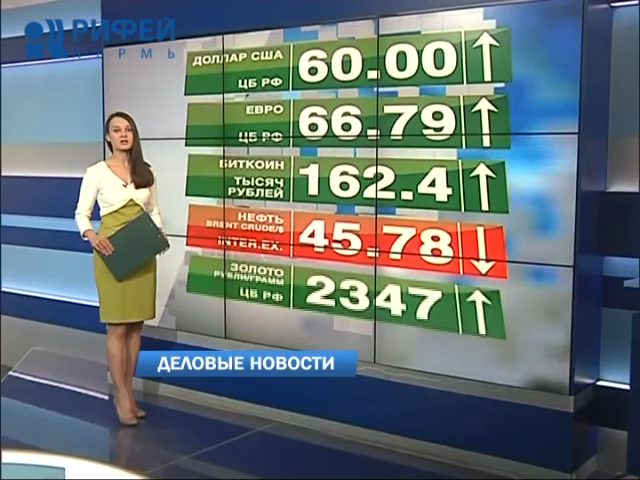 РИФЕЙ
ПЕРМЬ
ДОЛЛАР США
ЦБ РФ
60.00
ЕВРО
ЦБ РФ
66.79
БИТКОИН
ТЫСЯЧ
РУБЛЕЙ
162.4
НЕФТЬ
BRENT CRUDE/$
INTER.EX.
45.78
ЗОЛОТО
РУБЛИ/ГРАММ
ЦБ РФ
2347
ДЕЛОВЫЕ НОВОСТИ